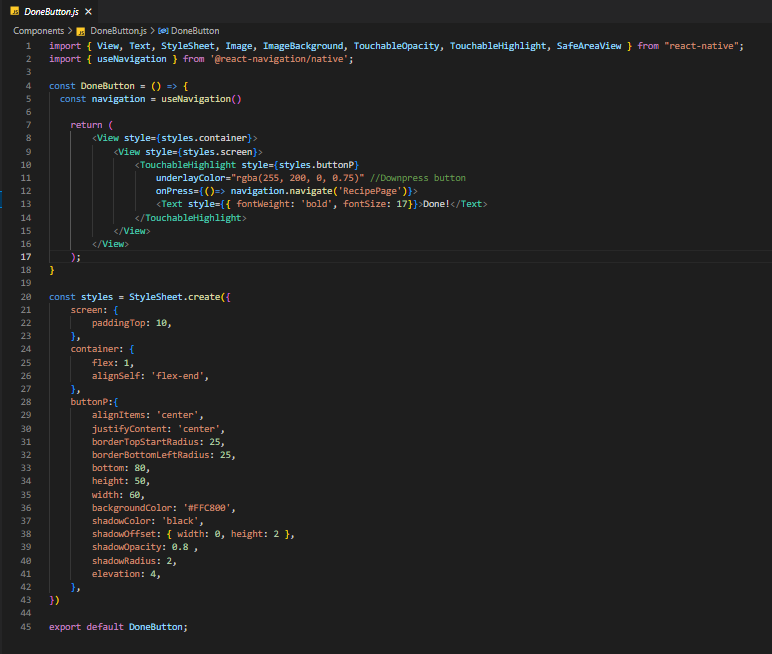 DoneButton.js
Components > DoneButton.js > DoneButton
1 import { View, Text, StyleSheet, Image, ImageBackground, TouchableOpacity, TouchableHighlight, SafeAreaView } from "react-native";
2 import { useNavigation } from '@react-navigation/native';
3
4 const DoneButton = () => {
5   const navigation = useNavigation()
6
7     return (
8         <View style={styles.container}>
9             <View style={styles.screen}>
10                 <TouchableHighlight style={styles.buttonP}
11                     underlayColor="rgba(255, 200, 0, 0.75)" //Downpress button
12                     onPress={()=> navigation.navigate('RecipePage')}>
13                     <Text style={{ fontWeight: 'bold', fontSize: 17}}>Done!</Text>
14                 </TouchableHighlight>
15             </View>
16         </View>
17     );
18 }
19
20 const styles = StyleSheet.create({
21     screen: {
22         paddingTop: 10,
23     },
24     container: {
25         flex: 1,
26         alignSelf: 'flex-end',
27     },
28     buttonP:{
29         alignItems: 'center',
30         justifyContent: 'center',
31         borderTopStartRadius: 25,
32         borderBottomLeftRadius: 25,
33         bottom: 80,
34         height: 50,
35         width: 60,
36         backgroundColor: '#FFC800',
37         shadowColor: 'black',
38         shadowOffset: { width: 0, height: 2 },
39         shadowOpacity: 0.8 ,
40         shadowRadius: 2,
41         elevation: 4,
42     },
43 })
44
45 export default DoneButton;